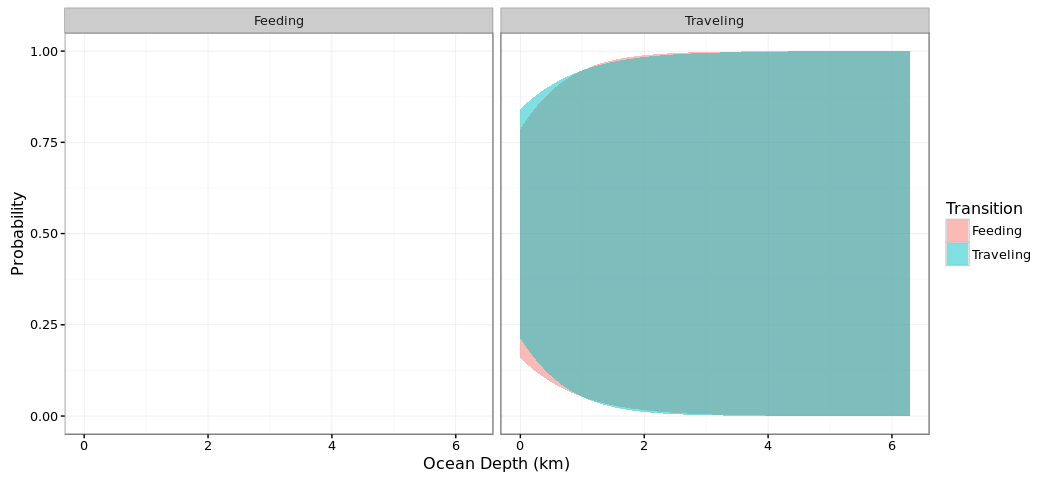 Feeding
Traveling
1.00
0.75
0.50
0.25
0.00
Probability
0 2 4 6
0 2 4 6
Ocean Depth (km)
Transition
Feeding
Traveling